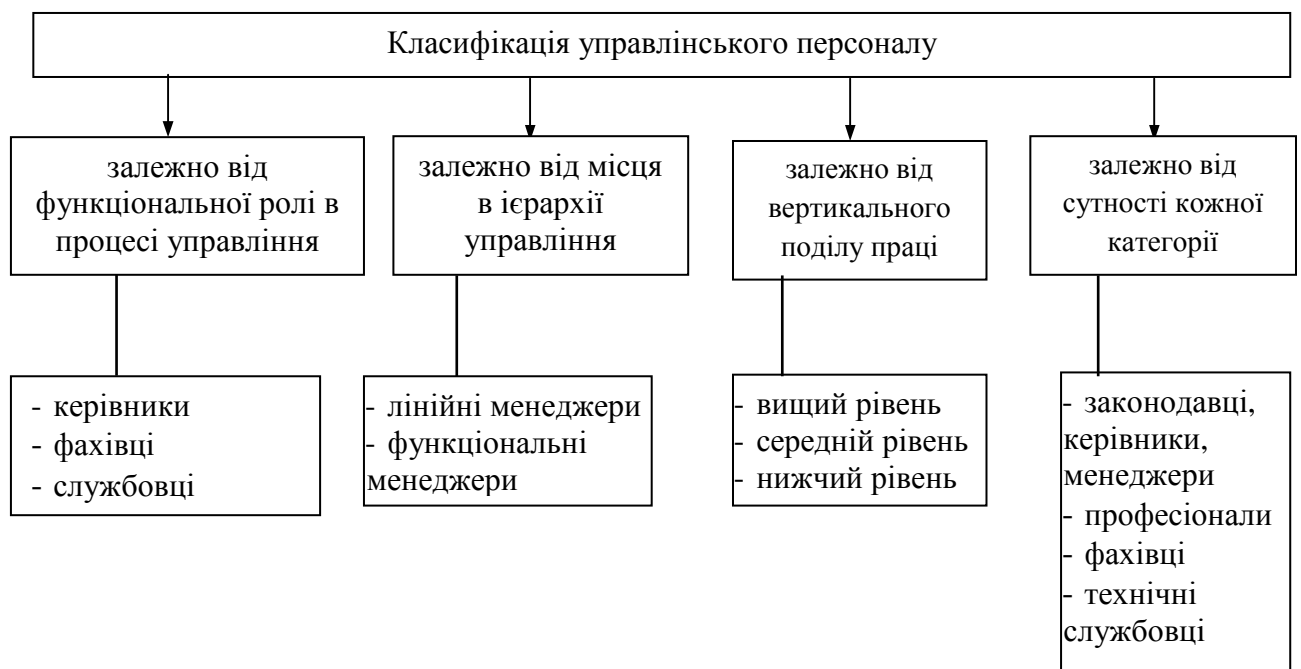 Класифікація управлінського персоналу
залежно від
функціональної ролі в
процесі управління
залежно від місця
в ієрархії
управління
залежно від
вертикального
поділу праці
залежно від
сутності кожної
категорії
- керівники
- фахівці
- службовці
- лінійні менеджери
- функціональні
менеджери
- вищий рівень
- середній рівень
- нижчий рівень
- законодавці,
керівники,
менеджери
- професіонали
- фахівці
- технічні
службовці